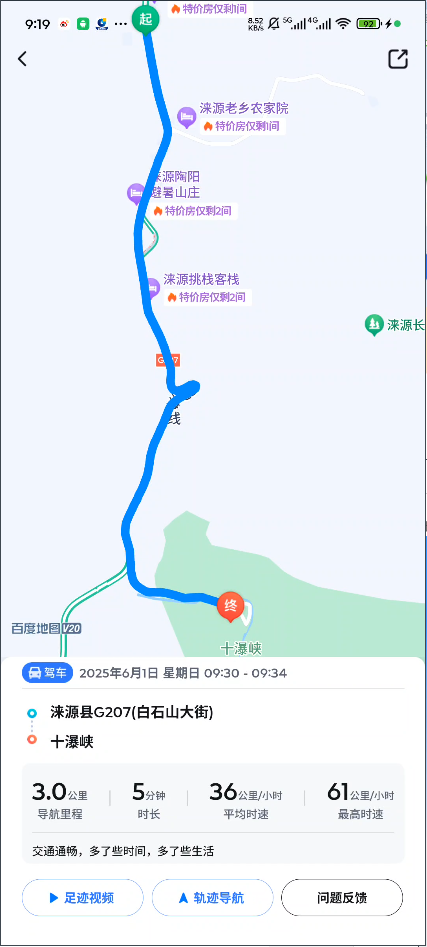 特价房仅剩1间
9:19
8.52 KB/s
5G
4G
92
起
涞源老乡农家院
特价房仅剩1间
涞源陶阳
避暑山庄
特价房仅剩2间
涞源挑栈客栈
特价房仅剩2间
涞源长
线
终
百度地图V20
十瀑峡
驾车 2025年6月1日 星期日 09:30 - 09:34
涞源县G207(白石山大街)
十瀑峡
3.0公里 5分钟 36公里/小时 61公里/小时
导航里程 时长 平均时速 最高时速
交通通畅，多了些时间，多了些生活
足迹视频 轨迹导航 问题反馈